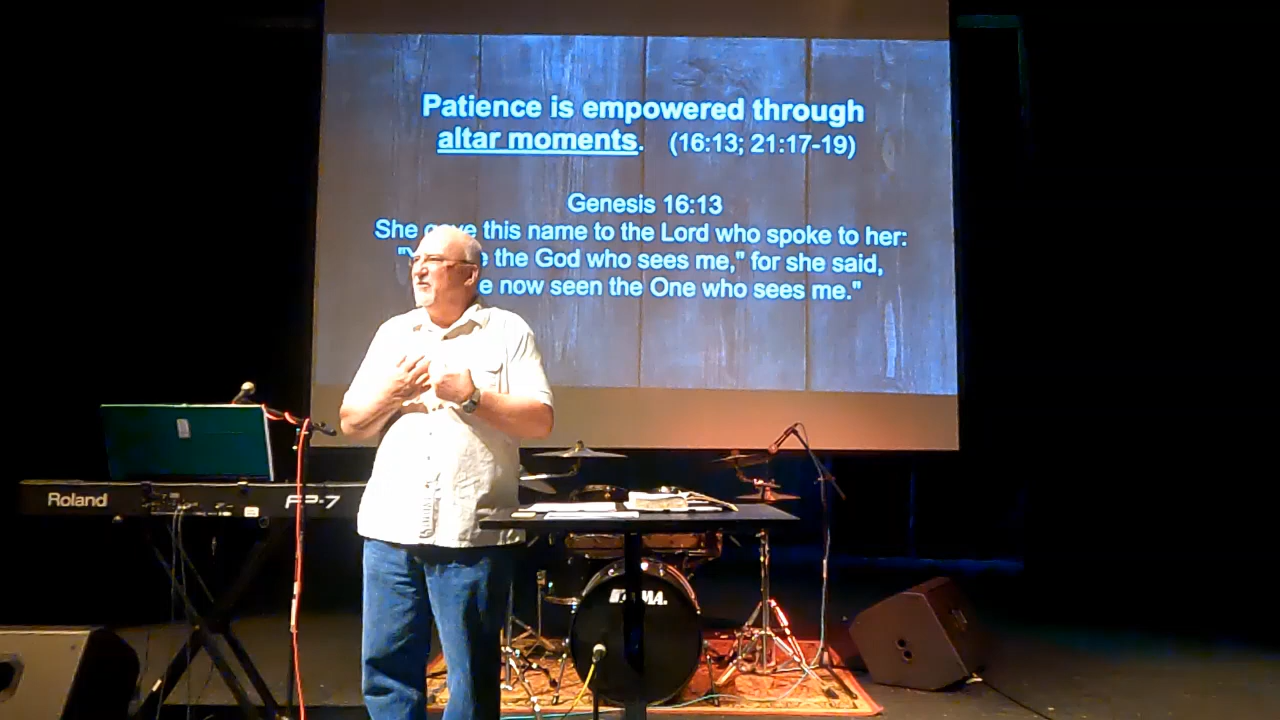 Patience is empowered through
altar moments. (16:13; 21:17-19)
Genesis 16:13
She this name to the Lord who spoke to her:
the God who sees me," for she said,
now seen the One who sees me."
Roland
FP-7
TAMA